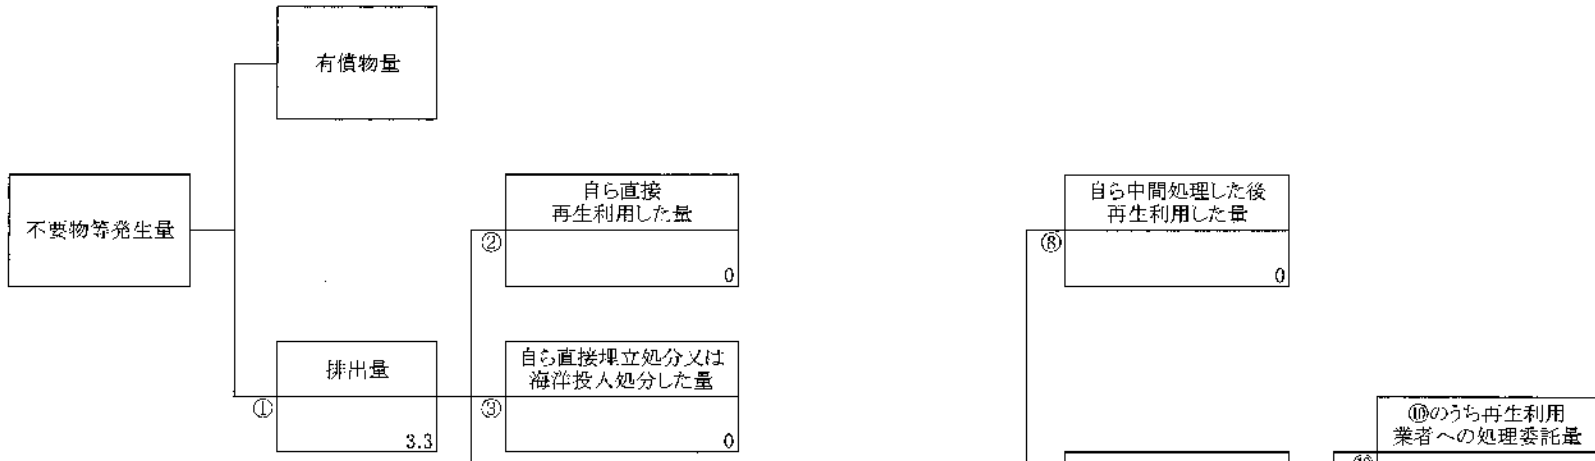 有償物量
不要物等発生量
自ら直接
再生利用した量
②
0
自ら中間処理した後
再生利用した量
⑧
0
排出量
①
3.3
自ら直接埋立処分又は
海洋投入処分した量
③
0
⑩のうち再生利用
業者への処理委託量